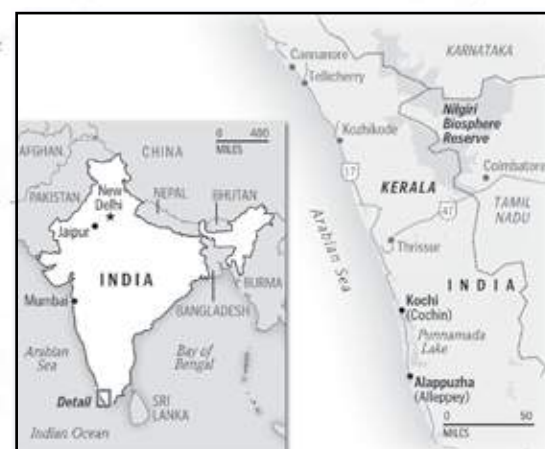 KARNATAKA
Cannanore
Tellicherry
Nilgiri
Biosphere
Reserve
Kozhikode
Coimbatore
17
KERALA
47
TAMIL
NADU
Thrissur
Arabian Sea
INDIA
Kochi
(Cochin)
Punnamada
Lake
Alappuzha
(Alleppey)
0 50
MILES
0 400
MILES
AFGHAN.
CHINA
PAKISTAN
New
Delhi
NEPAL
BHUTAN
Jaipur
INDIA
BURMA
Mumbai
BANGLADESH
Arabian
Sea
Bay of
Bengal
Detail
SRI
LANKA
Indian Ocean